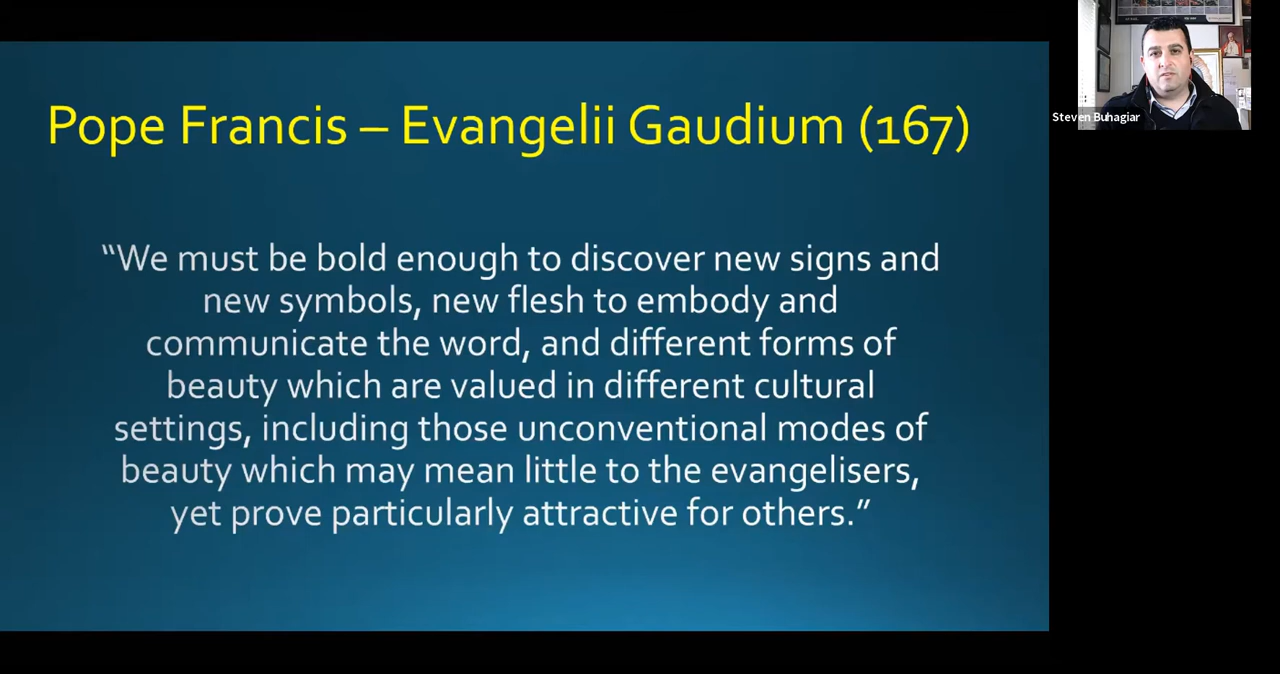 Pope Francis – Evangelii Gaudium (167)
“We must be bold enough to discover new signs and
new symbols, new flesh to embody and
communicate the word, and different forms of
beauty which are valued in different cultural
settings, including those unconventional modes of
beauty which may mean little to the evangelisers,
yet prove particularly attractive for others.”
Steven Buhagiar